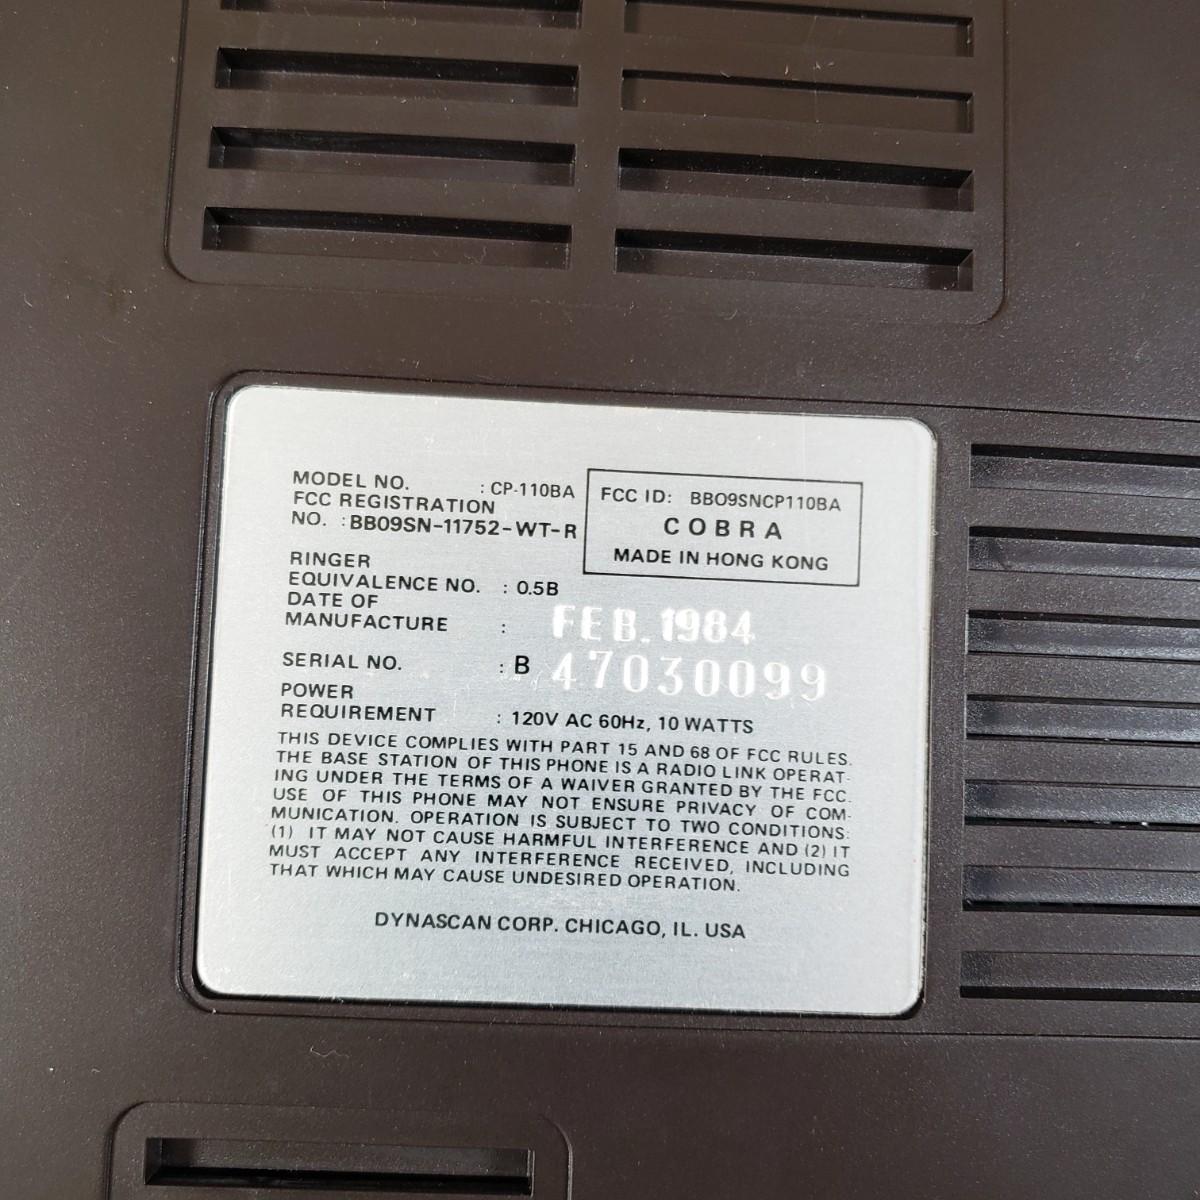 MODEL NO. : CP-110BA
FCC REGISTRATION
NO. : BB09SN-11752-WT-R
FCC ID: BBO9SNCP110BA
COBRA
MADE IN HONG KONG
RINGER
EQUIVALENCE NO. : 0.5B
DATE OF
MANUFACTURE : FEB. 1984
SERIAL NO. : B 47030099
POWER
REQUIREMENT : 120V AC 60Hz, 10 WATTS
THIS DEVICE COMPLIES WITH PART 15 AND 68 OF FCC RULES.
THE BASE STATION OF THIS PHONE IS A RADIO LINK OPERAT-
ING UNDER THE TERMS OF A WAIVER GRANTED BY THE FCC.
USE OF THIS PHONE MAY NOT ENSURE PRIVACY OF COM-
MUNICATION. OPERATION IS SUBJECT TO TWO CONDITIONS:
(1) IT MAY NOT CAUSE HARMFUL INTERFERENCE AND (2) IT
MUST ACCEPT ANY INTERFERENCE RECEIVED, INCLUDING
THAT WHICH MAY CAUSE UNDESIRED OPERATION.
DYNASCAN CORP. CHICAGO, IL. USA